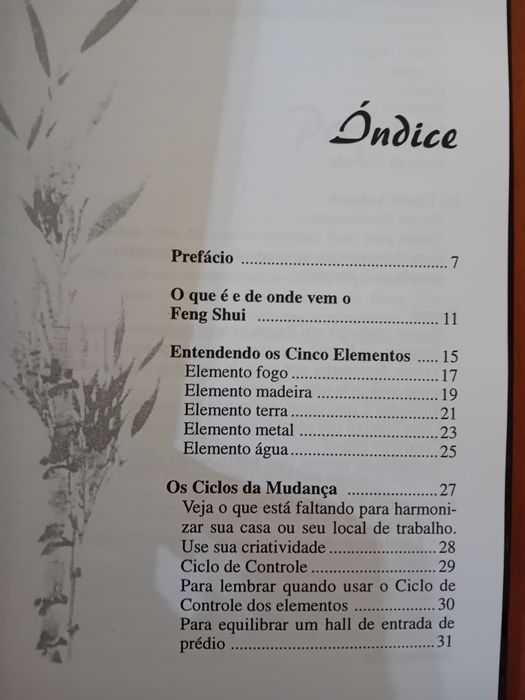 Índice
Prefácio ................................................ 7
O que é e de onde vem o
Feng Shui .......................................... 11
Entendendo os Cinco Elementos ..... 15
Elemento fogo ................................... 17
Elemento madeira ............................. 19
Elemento terra ................................... 21
Elemento metal ................................. 23
Elemento água ................................... 25
Os Ciclos da Mudança ..................... 27
Veja o que está faltando para harmoni-
zar sua casa ou seu local de trabalho.
Use sua criatividade .......................... 28
Ciclo de Controle .............................. 29
Para lembrar quando usar o Ciclo de
Controle dos elementos .................... 30
Para equilibrar um hall de entrada de
prédio ................................................ 31